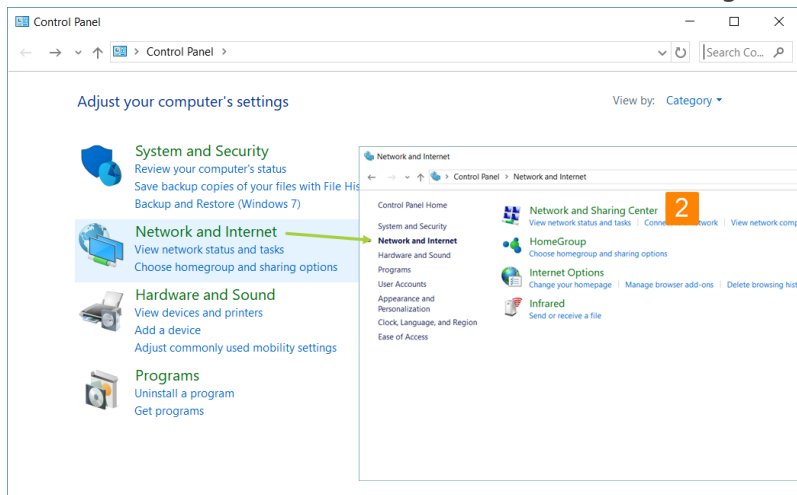 Control Panel
Control Panel
Search Co...
Adjust your computer's settings
View by: Category
System and Security
Review your computer's status
Save backup copies of your files with File His
Backup and Restore (Windows 7)
Network and Internet
View network status and tasks
Choose homegroup and sharing options
Hardware and Sound
View devices and printers
Add a device
Adjust commonly used mobility settings
Programs
Uninstall a program
Get programs
Network and Internet
Control Panel > Network and Internet
Control Panel Home
System and Security
Network and Internet
Hardware and Sound
Programs
User Accounts
Appearance and
Personalization
Clock, Language, and Region
Ease of Access
Network and Sharing Center 2
View network status and tasks View network comp
HomeGroup
Choose homegroup and sharing options
Internet Options
Change your homepage Manage browser add-ons Delete browsing hist
Infrared
Send or receive a file